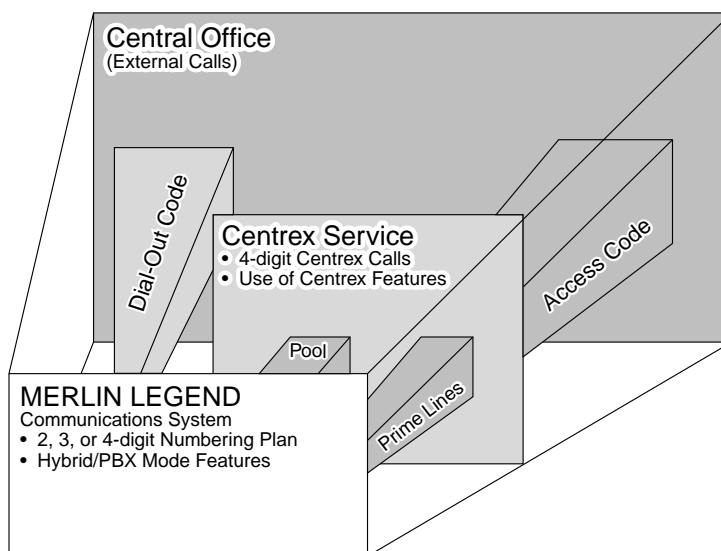 Central Office
(External Calls)
Dial-Out Code
Centrex Service
• 4-digit Centrex Calls
• Use of Centrex Features
Access Code
Pool
Prime Lines
MERLIN LEGEND
Communications System
• 2, 3, or 4-digit Numbering Plan
• Hybrid/PBX Mode Features